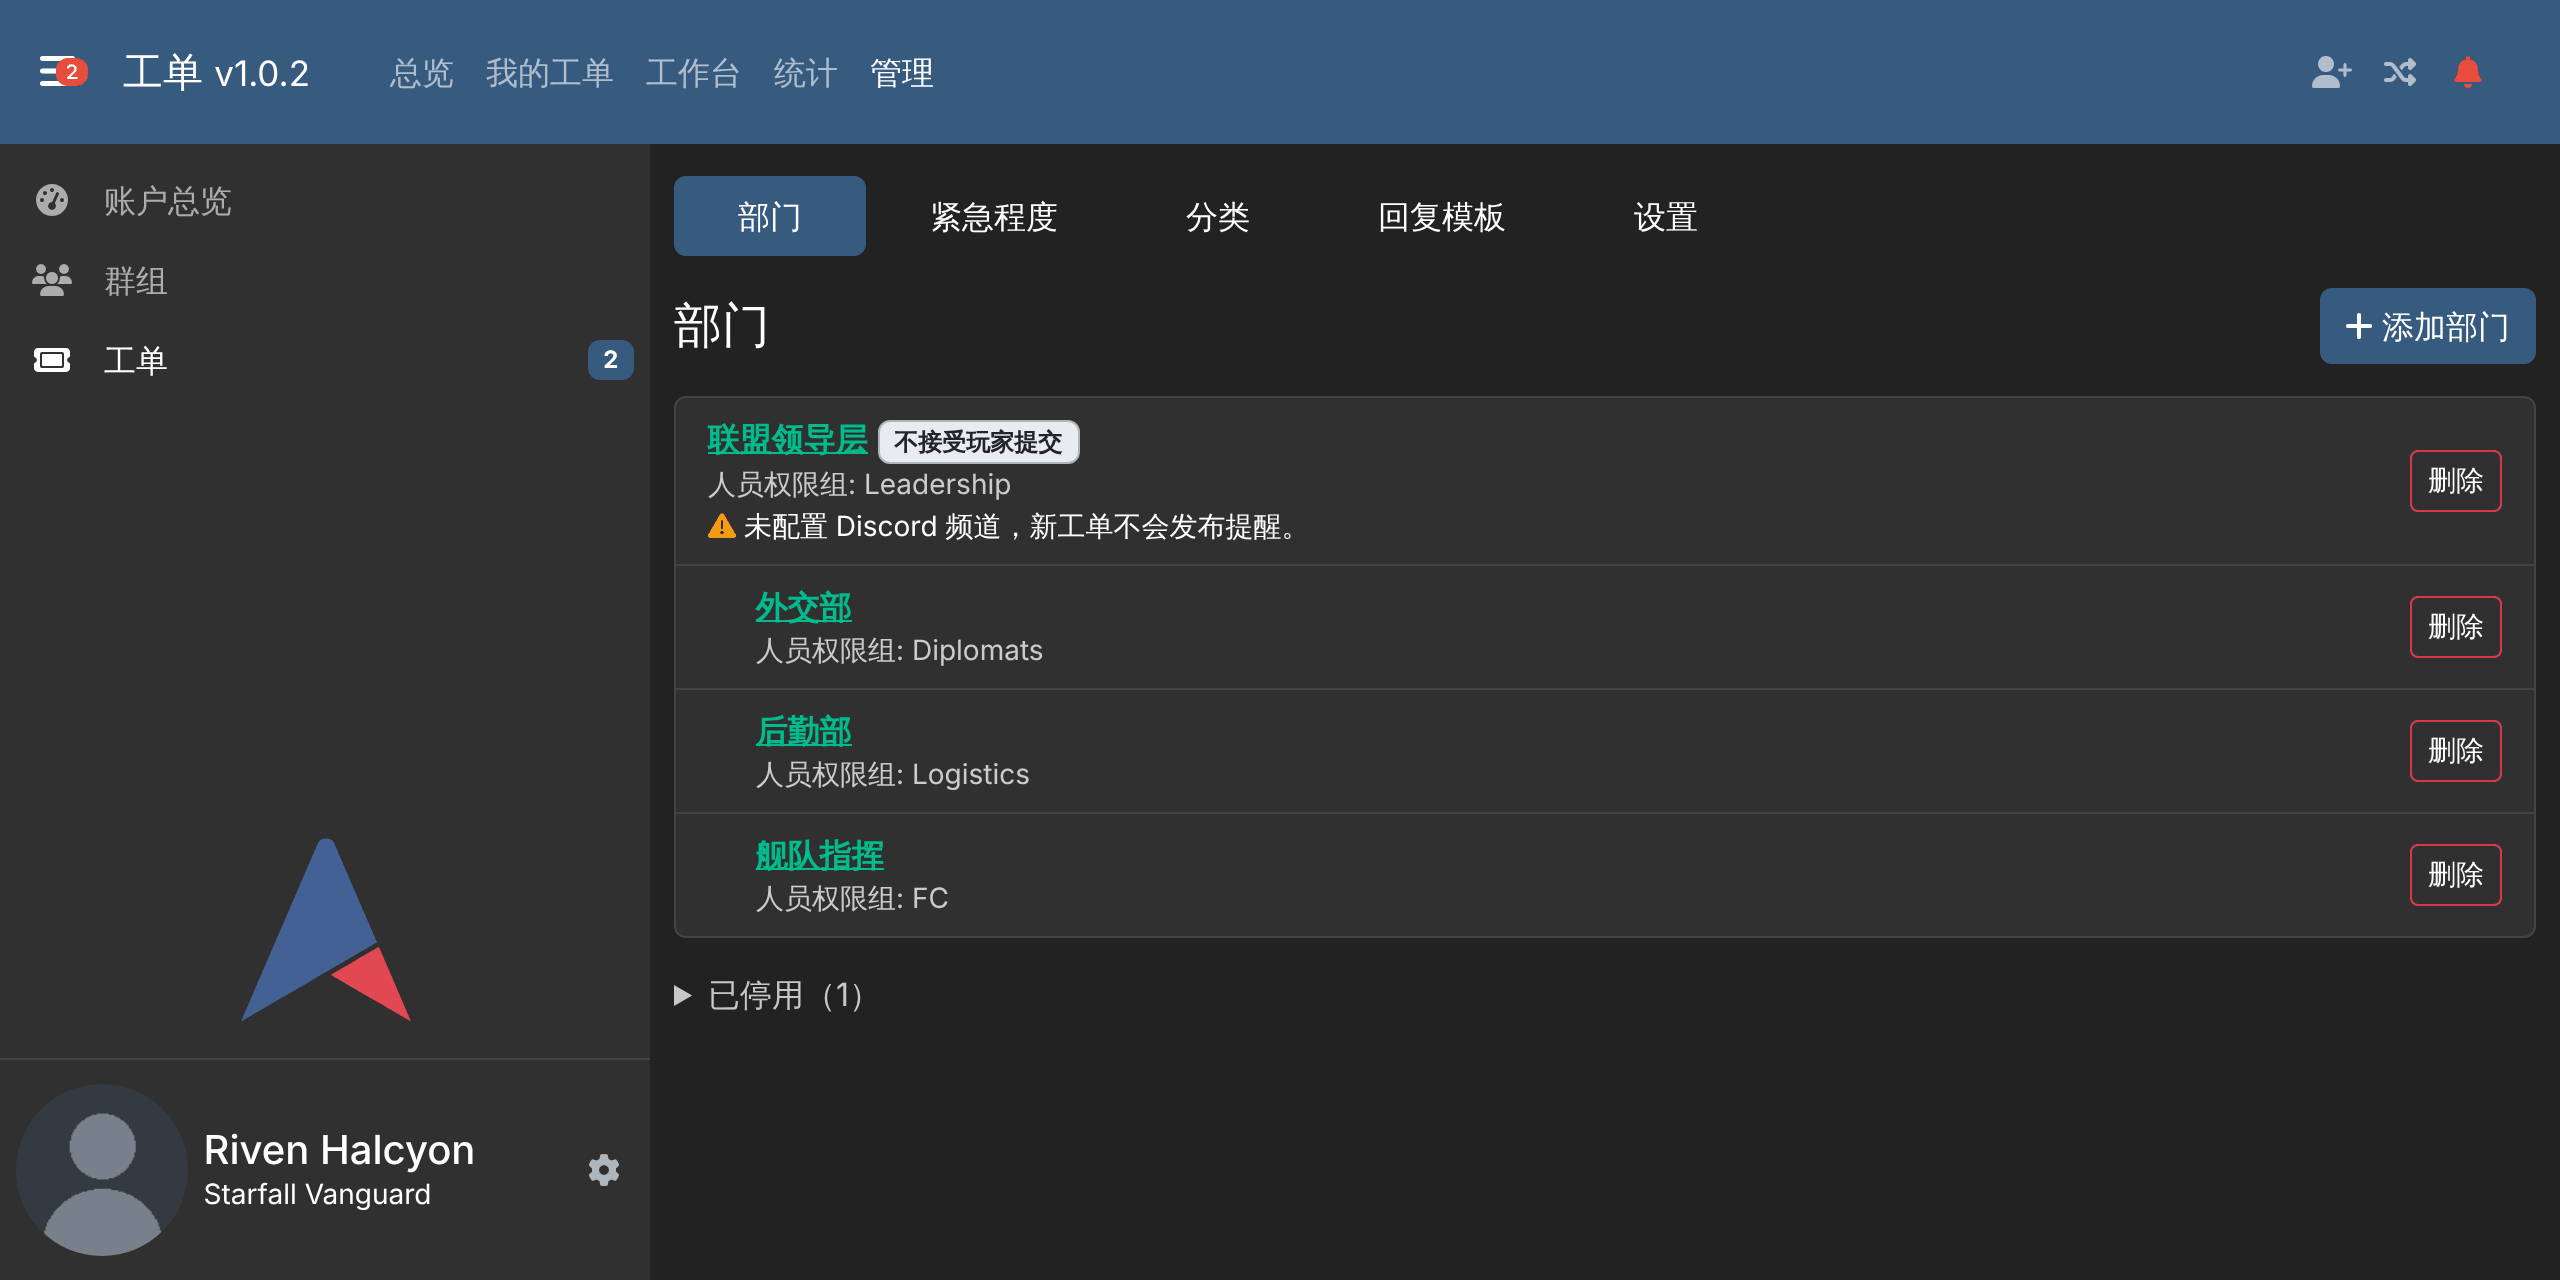 2
工单 v1.0.2
总览 我的工单 工作台 统计 管理
账户总览
群组
工单 2
部门 紧急程度 分类 回复模板 设置
部门
添加部门
联盟领导层 不接受玩家提交
人员权限组: Leadership
未配置 Discord 频道，新工单不会发布提醒。
删除
外交部
人员权限组: Diplomats
删除
后勤部
人员权限组: Logistics
删除
舰队指挥
人员权限组: FC
删除
已停用（1）
Riven Halcyon
Starfall Vanguard